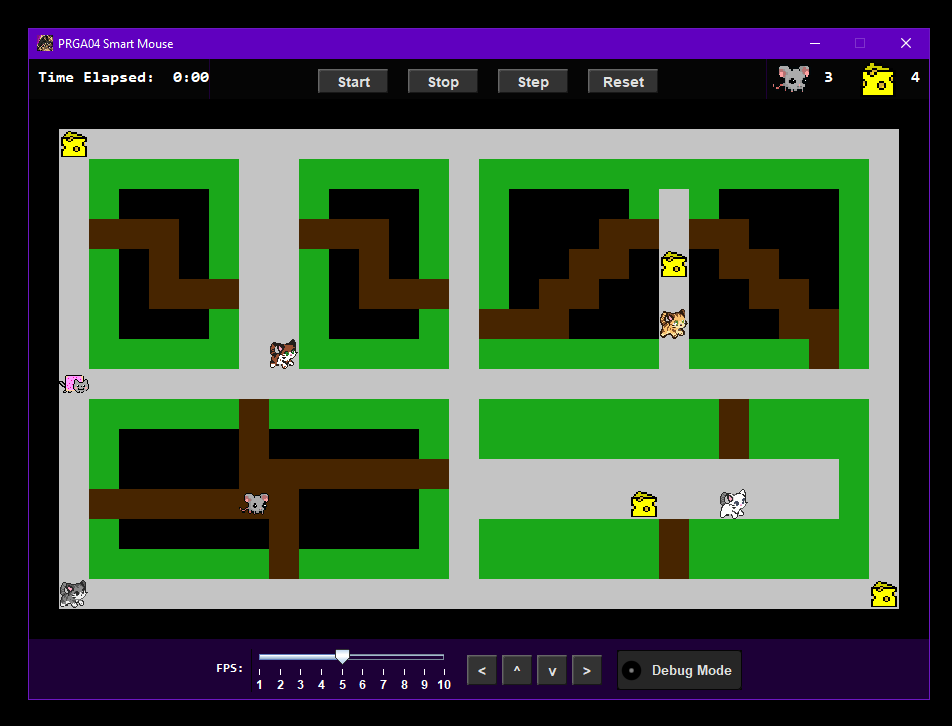 PRGA04 Smart Mouse
Time Elapsed: 0:00 Start Stop Step Reset 3 4
FPS: 1 2 3 4 5 6 7 8 9 10 < ^ v > Debug Mode